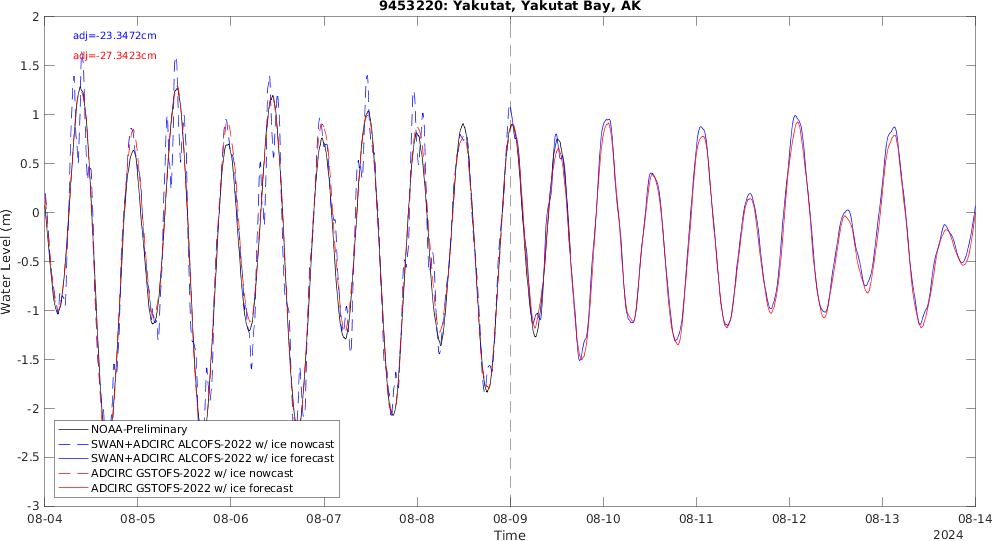 9453220: Yakutat, Yakutat Bay, AK
adj=-23.3472cm
adj=-27.3423cm
2
1.5
1
0.5
0
-0.5
-1
-1.5
-2
-2.5
-3
Water Level (m)
NOAA-Preliminary
SWAN+ADCIRC ALCOFS-2022 w/ ice nowcast
SWAN+ADCIRC ALCOFS-2022 w/ ice forecast
ADCIRC GSTOFS-2022 w/ ice nowcast
ADCIRC GSTOFS-2022 w/ ice forecast
08-04 08-05 08-06 08-07 08-08 08-09 08-10 08-11 08-12 08-13 08-14
Time
2024